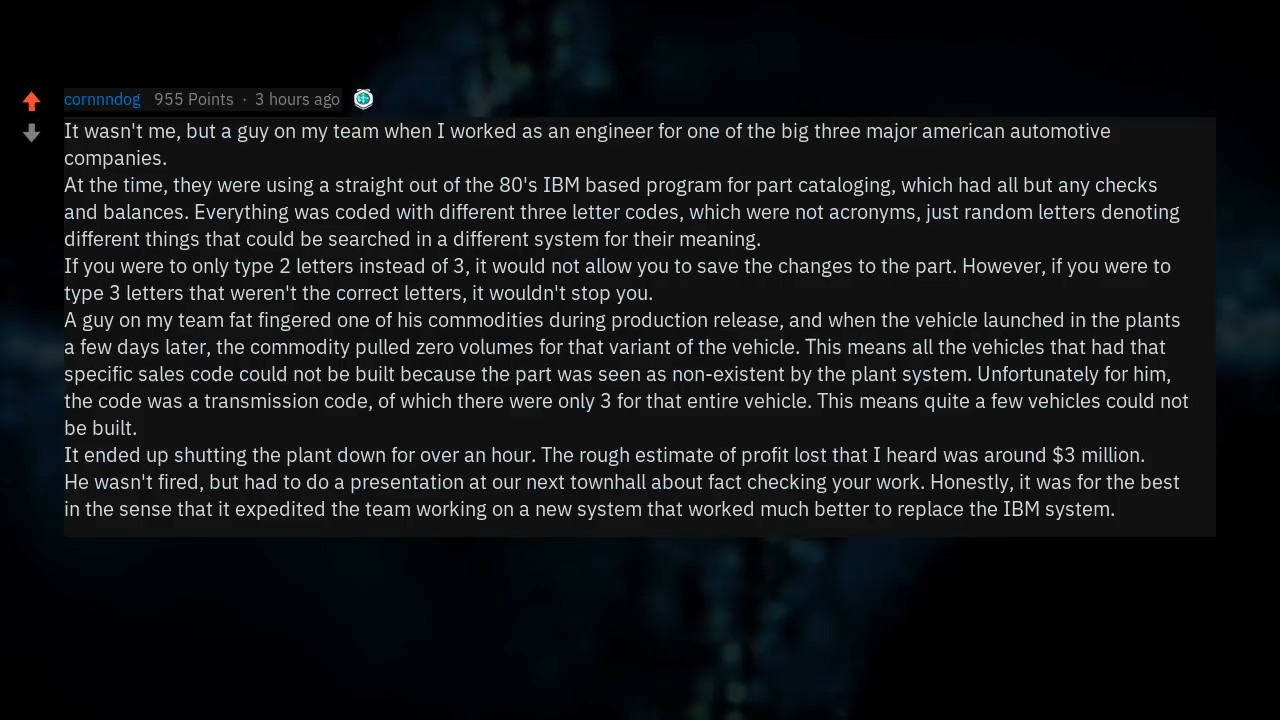 cornnndog 955 Points · 3 hours ago
It wasn't me, but a guy on my team when I worked as an engineer for one of the big three major american automotive
companies.
At the time, they were using a straight out of the 80's IBM based program for part cataloging, which had all but any checks
and balances. Everything was coded with different three letter codes, which were not acronyms, just random letters denoting
different things that could be searched in a different system for their meaning.
If you were to only type 2 letters instead of 3, it would not allow you to save the changes to the part. However, if you were to
type 3 letters that weren't the correct letters, it wouldn't stop you.
A guy on my team fat fingered one of his commodities during production release, and when the vehicle launched in the plants
a few days later, the commodity pulled zero volumes for that variant of the vehicle. This means all the vehicles that had that
specific sales code could not be built because the part was seen as non-existent by the plant system. Unfortunately for him,
the code was a transmission code, of which there were only 3 for that entire vehicle. This means quite a few vehicles could not
be built.
It ended up shutting the plant down for over an hour. The rough estimate of profit lost that I heard was around $3 million.
He wasn't fired, but had to do a presentation at our next townhall about fact checking your work. Honestly, it was for the best
in the sense that it expedited the team working on a new system that worked much better to replace the IBM system.